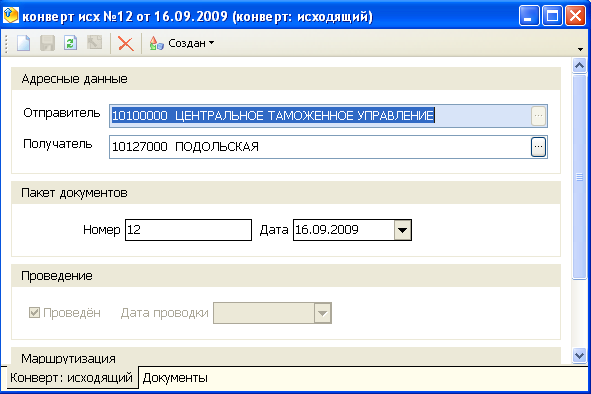 конверт исх №12 от 16.09.2009 (конверт: исходящий)
Создан
Адресные данные
Отправитель 10100000 ЦЕНТРАЛЬНОЕ ТАМОЖЕННОЕ УПРАВЛЕНИЕ ...
Получатель 10127000 ПОДОЛЬСКАЯ ...
Пакет документов
Номер 12 Дата 16.09.2009
Проведение
Проведён Дата проводки
Маршрутизация
Конверт: исходящий Документы